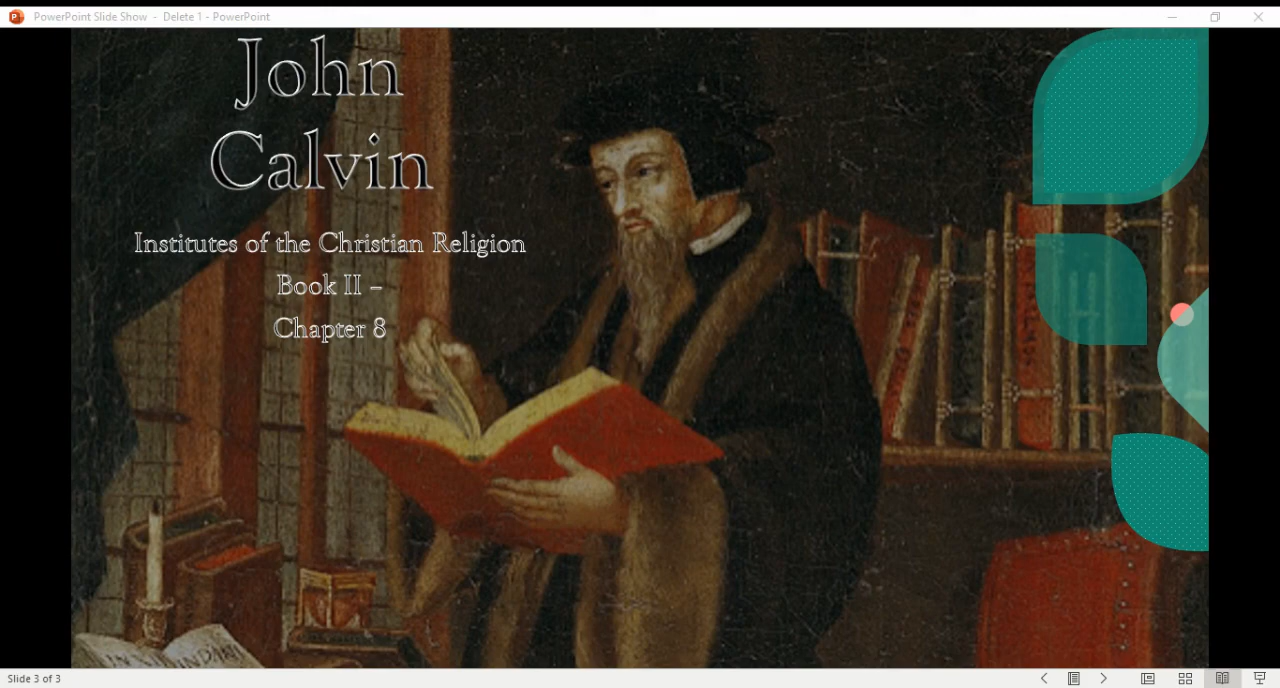 PowerPoint Slide Show - Delete 1 - PowerPoint
John
Calvin
Institutes of the Christian Religion
Book II –
Chapter 8
Slide 3 of 3